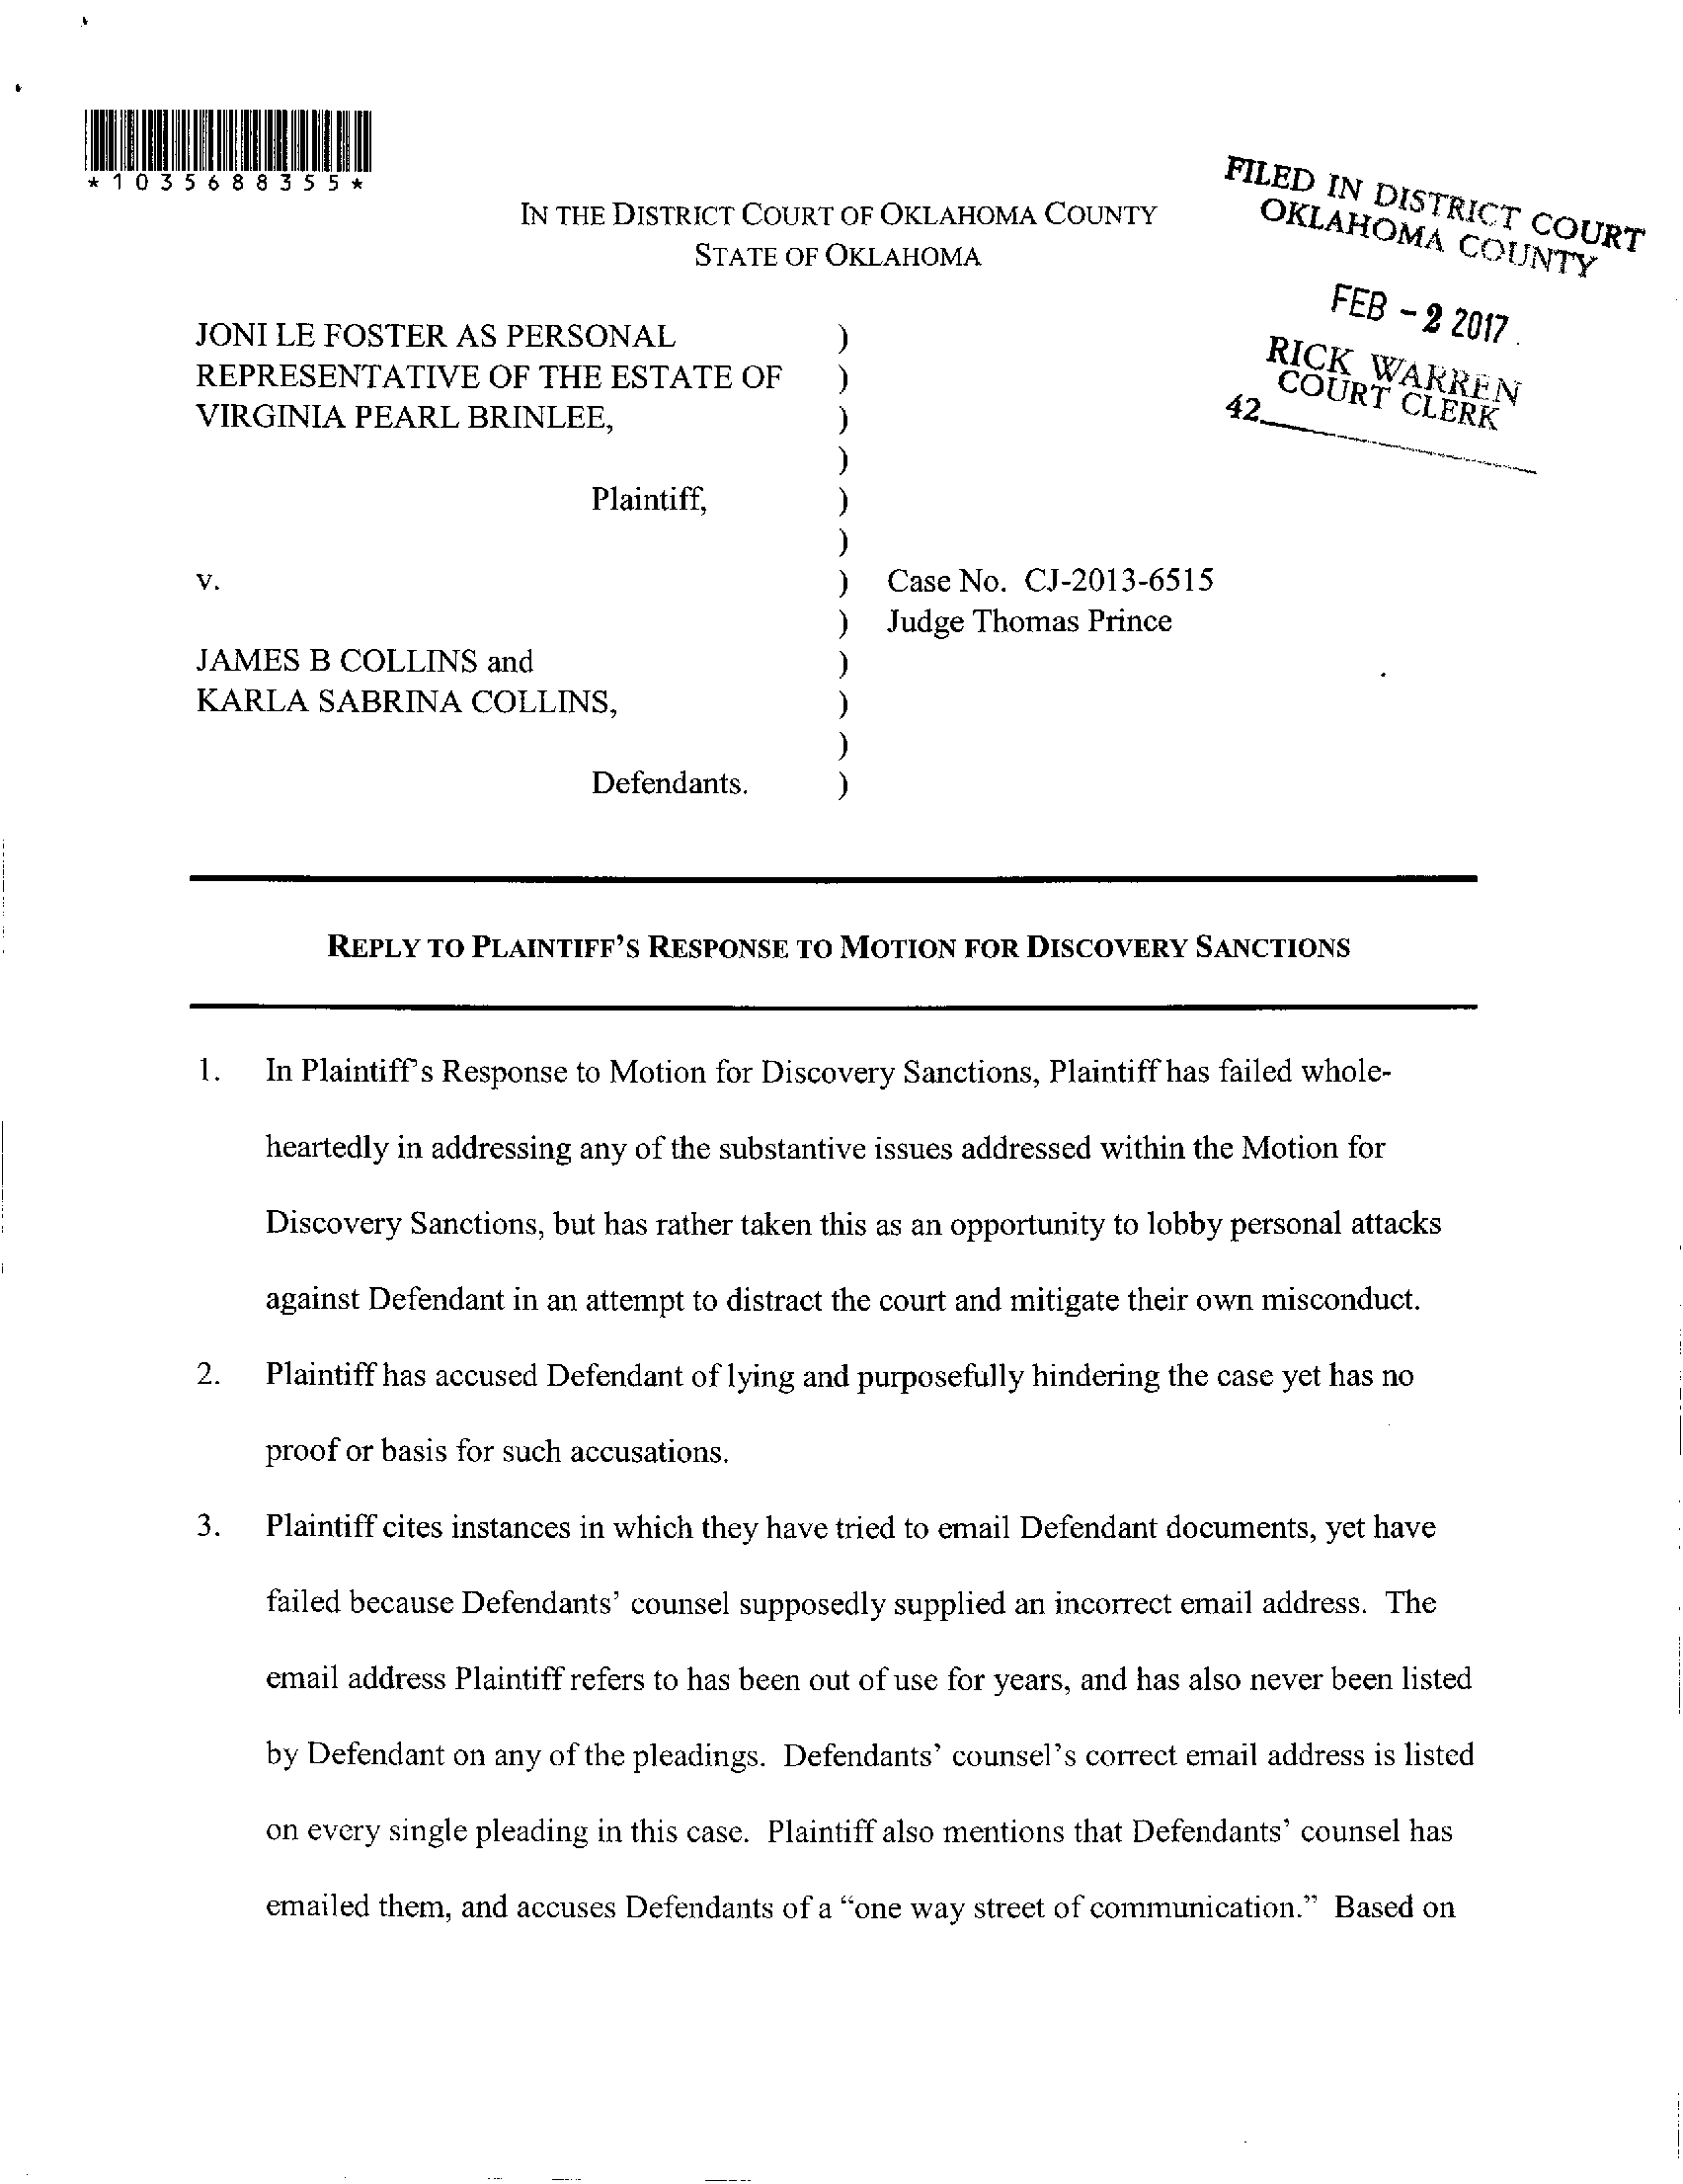 *1035688355*
IN THE DISTRICT COURT OF OKLAHOMA COUNTY
STATE OF OKLAHOMA
FILED IN DISTRICT COURT
OKLAHOMA COUNTY
FEB - 2 2017
RICK WARREN
COURT CLERK
42
JONI LE FOSTER AS PERSONAL )
REPRESENTATIVE OF THE ESTATE OF )
VIRGINIA PEARL BRINLEE, )
)
Plaintiff, )
)
v. ) Case No. CJ-2013-6515
) Judge Thomas Prince
JAMES B COLLINS and )
KARLA SABRINA COLLINS, )
)
Defendants. )
REPLY TO PLAINTIFF'S RESPONSE TO MOTION FOR DISCOVERY SANCTIONS
1. In Plaintiff's Response to Motion for Discovery Sanctions, Plaintiff has failed whole-
heartedly in addressing any of the substantive issues addressed within the Motion for
Discovery Sanctions, but has rather taken this as an opportunity to lobby personal attacks
against Defendant in an attempt to distract the court and mitigate their own misconduct.
2. Plaintiff has accused Defendant of lying and purposefully hindering the case yet has no
proof or basis for such accusations.
3. Plaintiff cites instances in which they have tried to email Defendant documents, yet have
failed because Defendants' counsel supposedly supplied an incorrect email address. The
email address Plaintiff refers to has been out of use for years, and has also never been listed
by Defendant on any of the pleadings. Defendants' counsel's correct email address is listed
on every single pleading in this case. Plaintiff also mentions that Defendants' counsel has
emailed them, and accuses Defendants of a “one way street of communication.” Based on